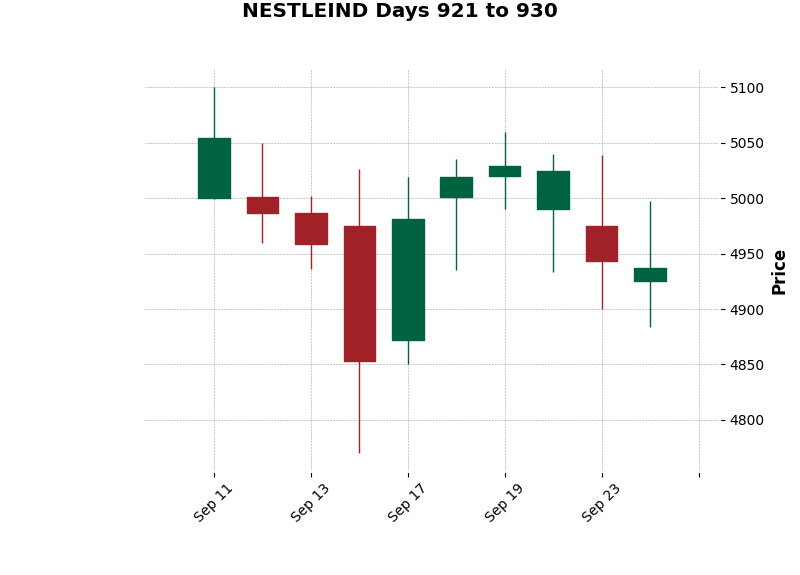 NESTLEIND Days 921 to 930
5100
5050
5000
4950
4900
4850
4800
Price
Sep 11
Sep 13
Sep 17
Sep 19
Sep 23